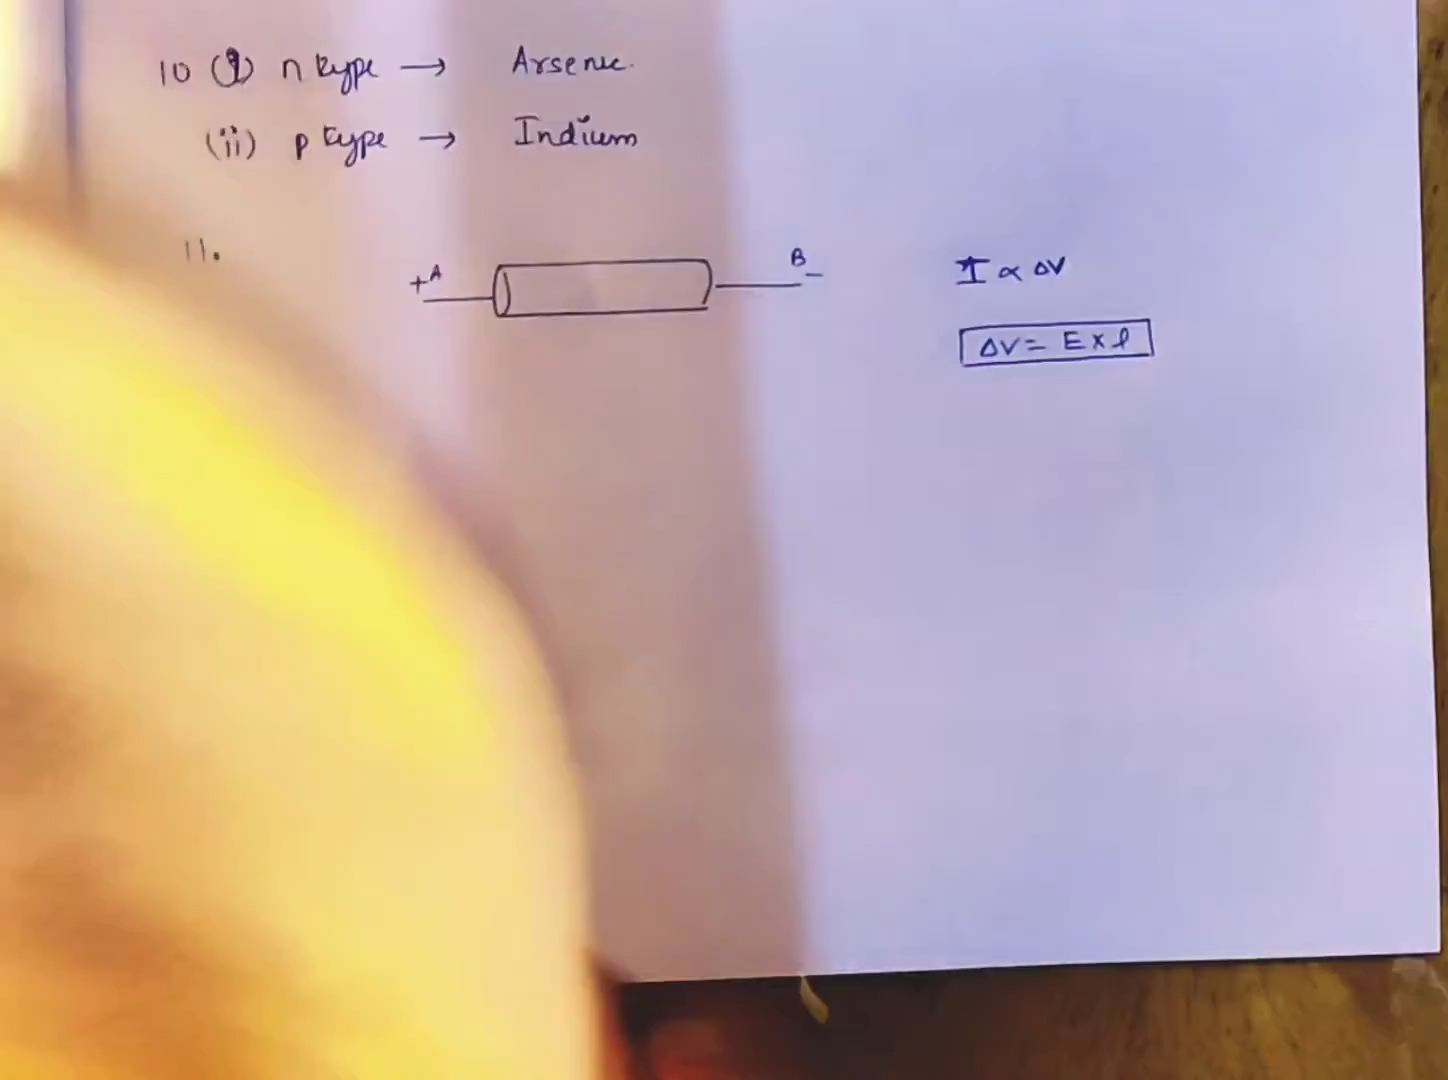 10 (i) n type → Arsenic.
(ii) p type → Indium
11.
+A B −
I ∝ ΔV
ΔV = E × l